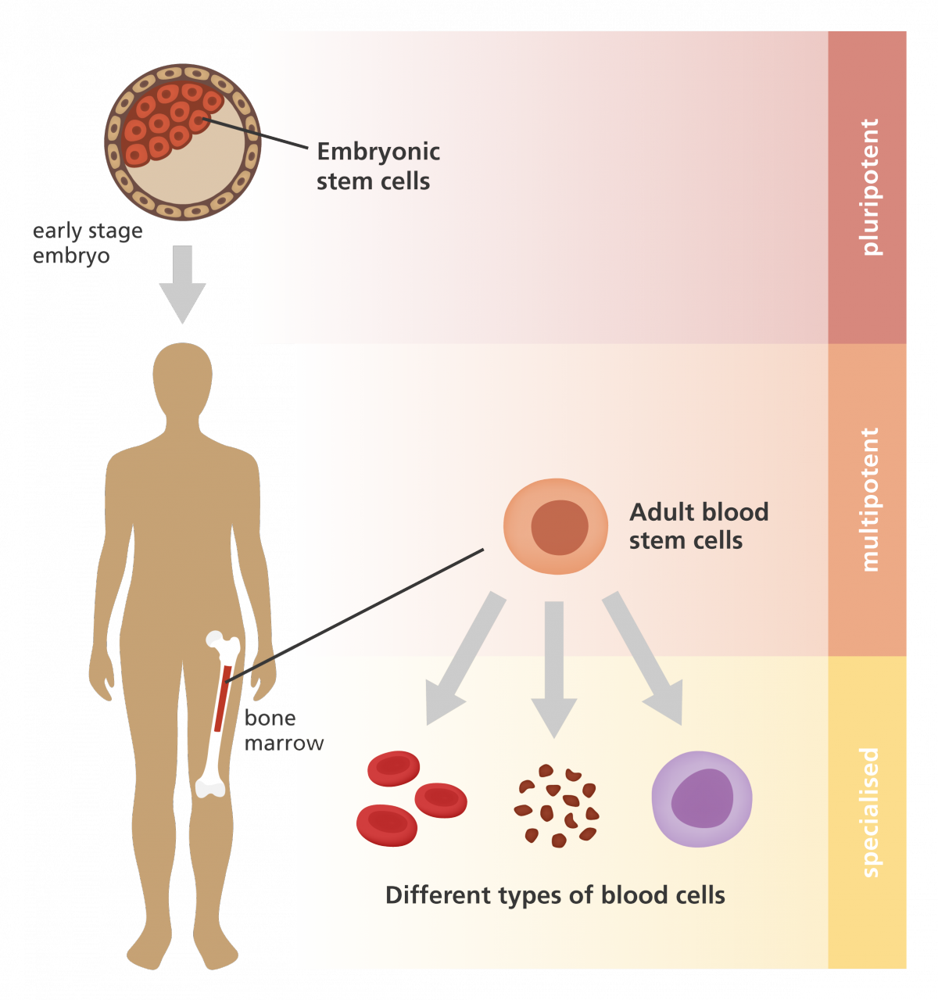 Embryonic
stem cells
early stage
embryo
pluripotent
Adult blood
stem cells
multipotent
bone
marrow
Different types of blood cells
specialised